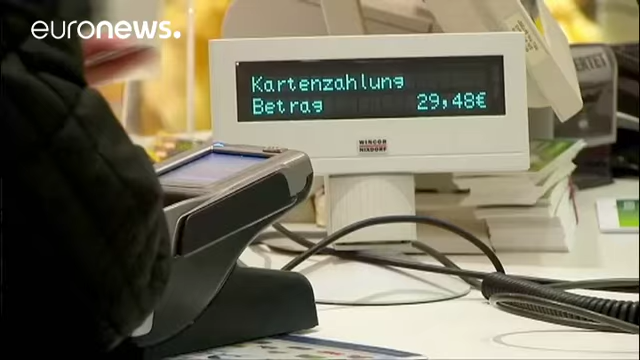 euronews.
Kartenzahlung
Betrag 29,48€
WINCOR
NIXDORF